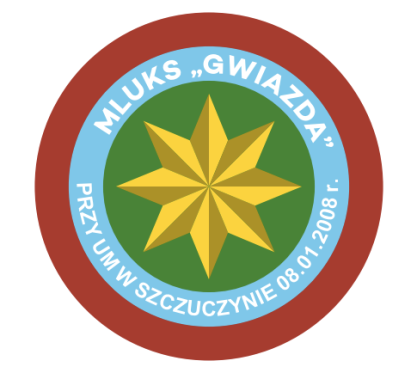 MLUKS „GWIAZDA”
PRZY UM W SZCZUCZYNIE 08.01.2008 r.